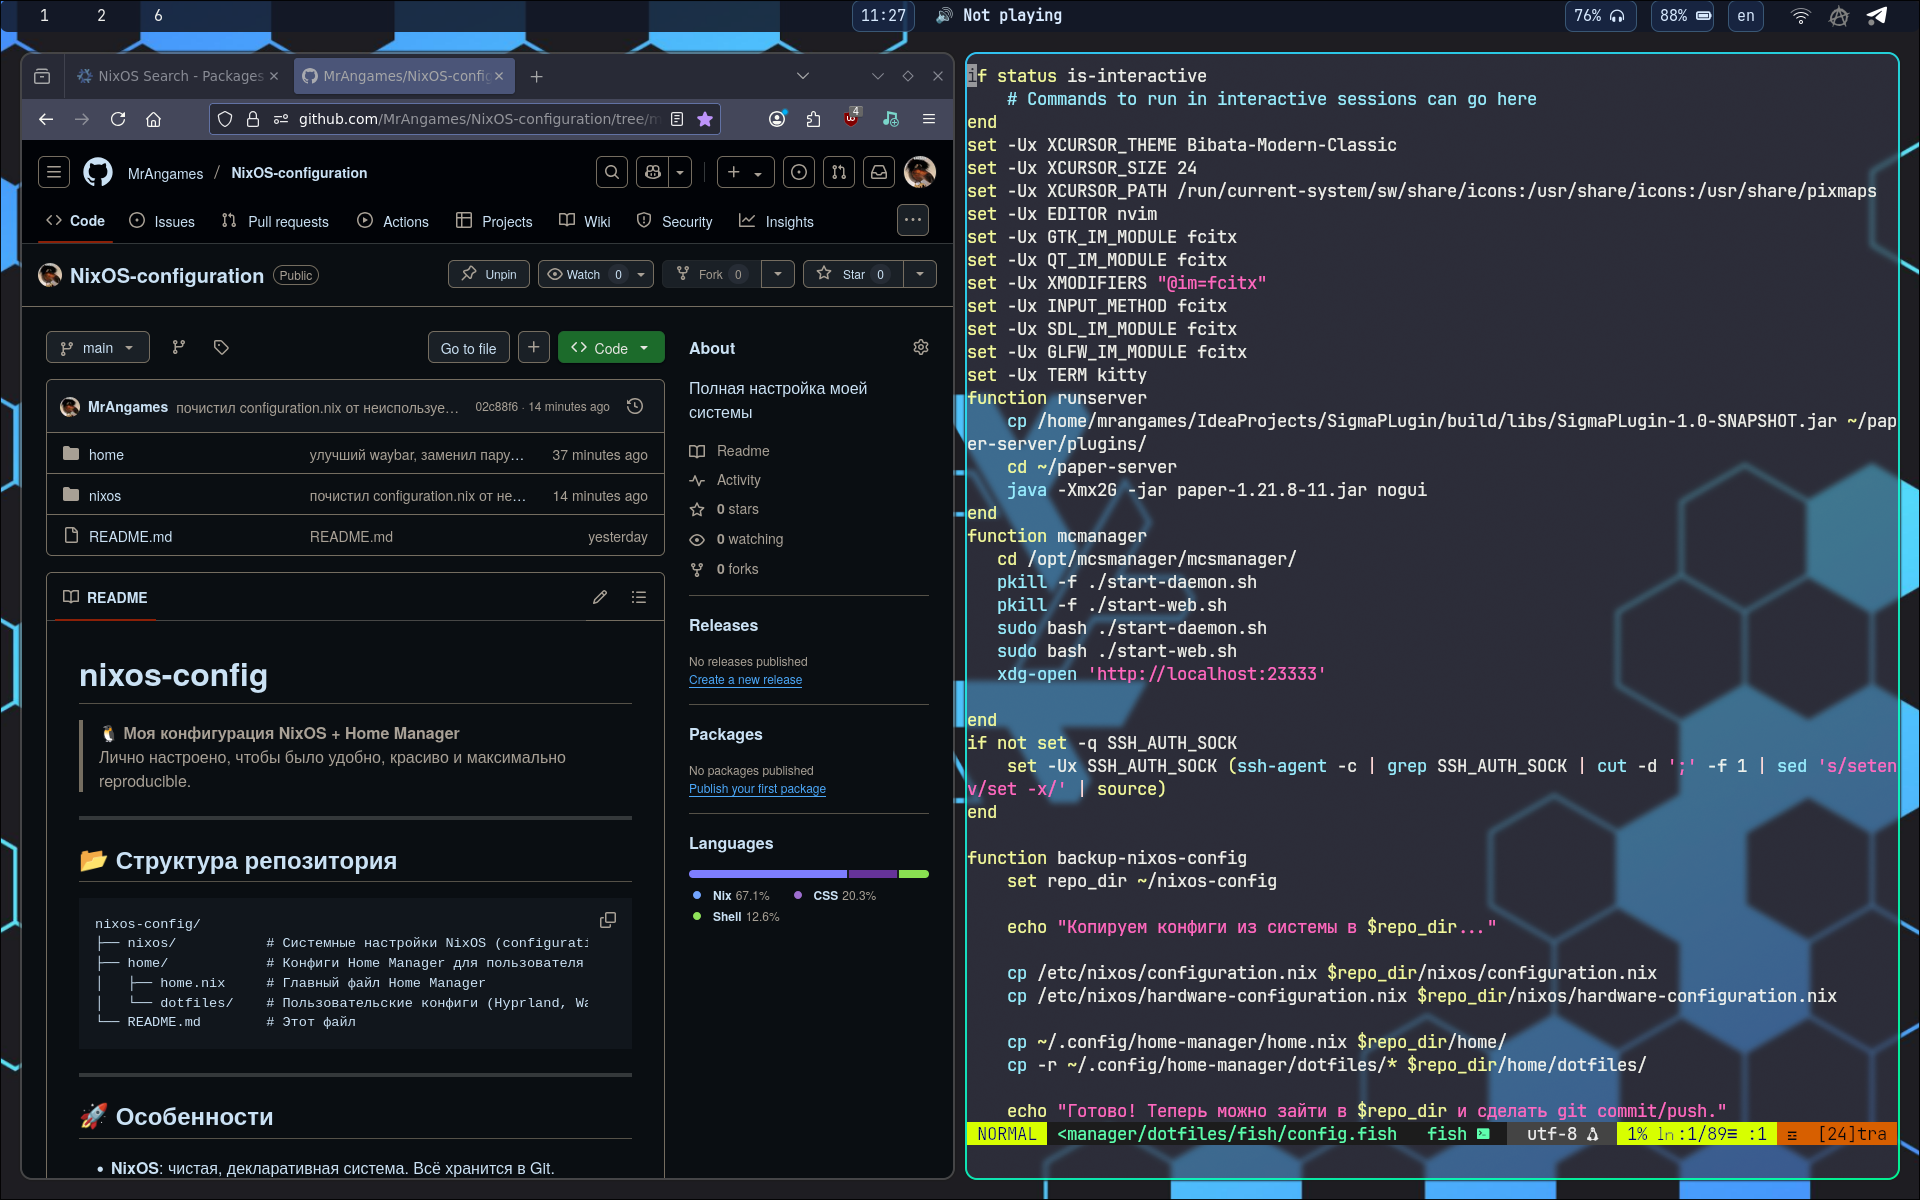 1 2 6
11:27
Not playing
76%
88%
en
NixOS Search - Packages
MrAngames/NixOS-config
github.com/MrAngames/NixOS-configuration/tree/m
4
MrAngames / NixOS-configuration
Code Issues Pull requests Actions Projects Wiki Security Insights
NixOS-configuration Public
Unpin Watch 0 Fork 0 Star 0
main
Go to file
Code
MrAngames почистил configuration.nix от неиспользуе… 02c88f6 · 14 minutes ago
home улучший waybar, заменил пару… 37 minutes ago
nixos почистил configuration.nix от не… 14 minutes ago
README.md README.md yesterday
README
nixos-config
🐧 Моя конфигурация NixOS + Home Manager
Лично настроено, чтобы было удобно, красиво и максимально
reproducible.
📂 Структура репозитория
nixos-config/
├── nixos/ # Системные настройки NixOS (configurati
├── home/ # Конфиги Home Manager для пользователя
│ ├── home.nix # Главный файл Home Manager
│ └── dotfiles/ # Пользовательские конфиги (Hyprland, Wa
└── README.md # Этот файл
🚀 Особенности
• NixOS: чистая, декларативная система. Всё хранится в Git.
About
Полная настройка моей
системы
Readme
Activity
0 stars
0 watching
0 forks
Releases
No releases published
Create a new release
Packages
No packages published
Publish your first package
Languages
Nix 67.1% CSS 20.3%
Shell 12.6%
if status is-interactive
    # Commands to run in interactive sessions can go here
end
set -Ux XCURSOR_THEME Bibata-Modern-Classic
set -Ux XCURSOR_SIZE 24
set -Ux XCURSOR_PATH /run/current-system/sw/share/icons:/usr/share/icons:/usr/share/pixmaps
set -Ux EDITOR nvim
set -Ux GTK_IM_MODULE fcitx
set -Ux QT_IM_MODULE fcitx
set -Ux XMODIFIERS "@im=fcitx"
set -Ux INPUT_METHOD fcitx
set -Ux SDL_IM_MODULE fcitx
set -Ux GLFW_IM_MODULE fcitx
set -Ux TERM kitty
function runserver
    cp /home/mrangames/IdeaProjects/SigmaPLugin/build/libs/SigmaPLugin-1.0-SNAPSHOT.jar ~/pap
er-server/plugins/
    cd ~/paper-server
    java -Xmx2G -jar paper-1.21.8-11.jar nogui
end
function mcmanager
   cd /opt/mcsmanager/mcsmanager/
   pkill -f ./start-daemon.sh
   pkill -f ./start-web.sh
   sudo bash ./start-daemon.sh
   sudo bash ./start-web.sh
   xdg-open 'http://localhost:23333'
end
if not set -q SSH_AUTH_SOCK
    set -Ux SSH_AUTH_SOCK (ssh-agent -c | grep SSH_AUTH_SOCK | cut -d ';' -f 1 | sed 's/seten
v/set -x/' | source)
end
function backup-nixos-config
    set repo_dir ~/nixos-config
    echo "Копируем конфиги из системы в $repo_dir..."
    cp /etc/nixos/configuration.nix $repo_dir/nixos/configuration.nix
    cp /etc/nixos/hardware-configuration.nix $repo_dir/nixos/hardware-configuration.nix
    cp ~/.config/home-manager/home.nix $repo_dir/home/
    cp -r ~/.config/home-manager/dotfiles/* $repo_dir/home/dotfiles/
    echo "Готово! Теперь можно зайти в $repo_dir и сделать git commit/push."
NORMAL <manager/dotfiles/fish/config.fish fish utf-8 1% ln:1/89≡ :1 [24]tra